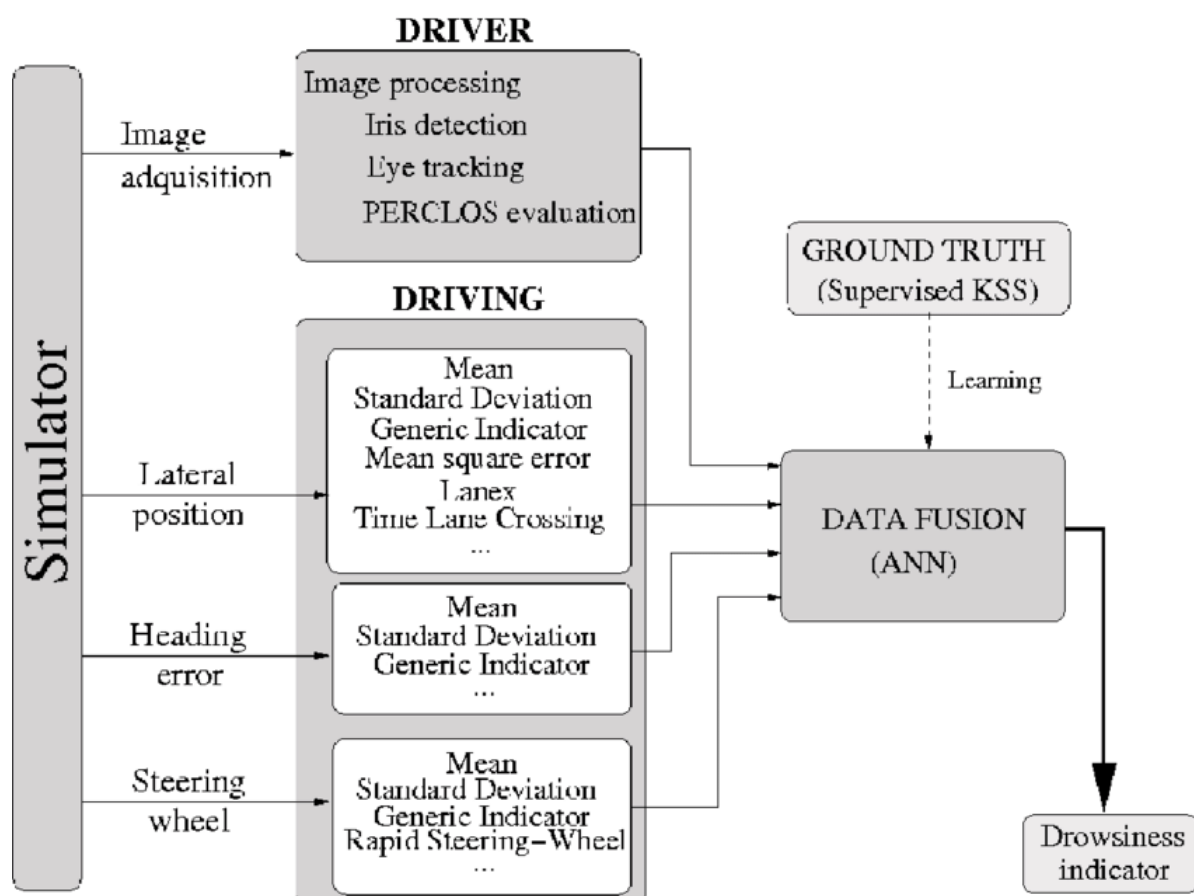 Simulator
Image
adquisition
Lateral
position
Heading
error
Steering
wheel
DRIVER
Image processing
Iris detection
Eye tracking
PERCLOS evaluation
DRIVING
Mean
Standard Deviation
Generic Indicator
Mean square error
Lanex
Time Lane Crossing
...
Mean
Standard Deviation
Generic Indicator
...
Mean
Standard Deviation
Generic Indicator
Rapid Steering-Wheel
...
GROUND TRUTH
(Supervised KSS)
Learning
DATA FUSION
(ANN)
Drowsiness
indicator